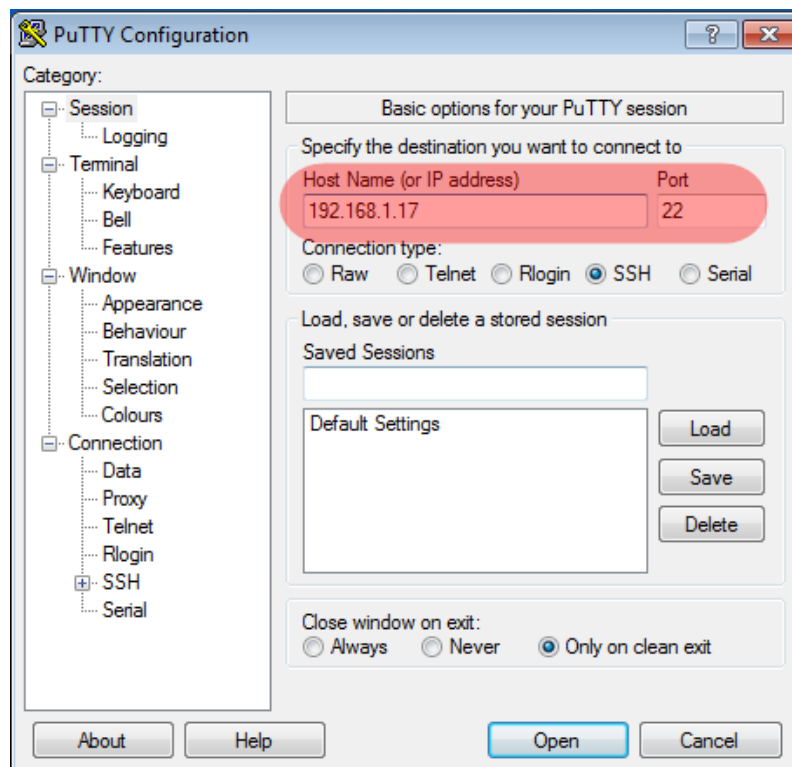 PuTTY Configuration
?
Category:
Session
Logging
Terminal
Keyboard
Bell
Features
Window
Appearance
Behaviour
Translation
Selection
Colours
Connection
Data
Proxy
Telnet
Rlogin
SSH
Serial
Basic options for your PuTTY session
Specify the destination you want to connect to
Host Name (or IP address) Port
192.168.1.17 22
Connection type:
Raw Telnet Rlogin SSH Serial
Load, save or delete a stored session
Saved Sessions
Default Settings
Load
Save
Delete
Close window on exit:
Always Never Only on clean exit
About Help Open Cancel